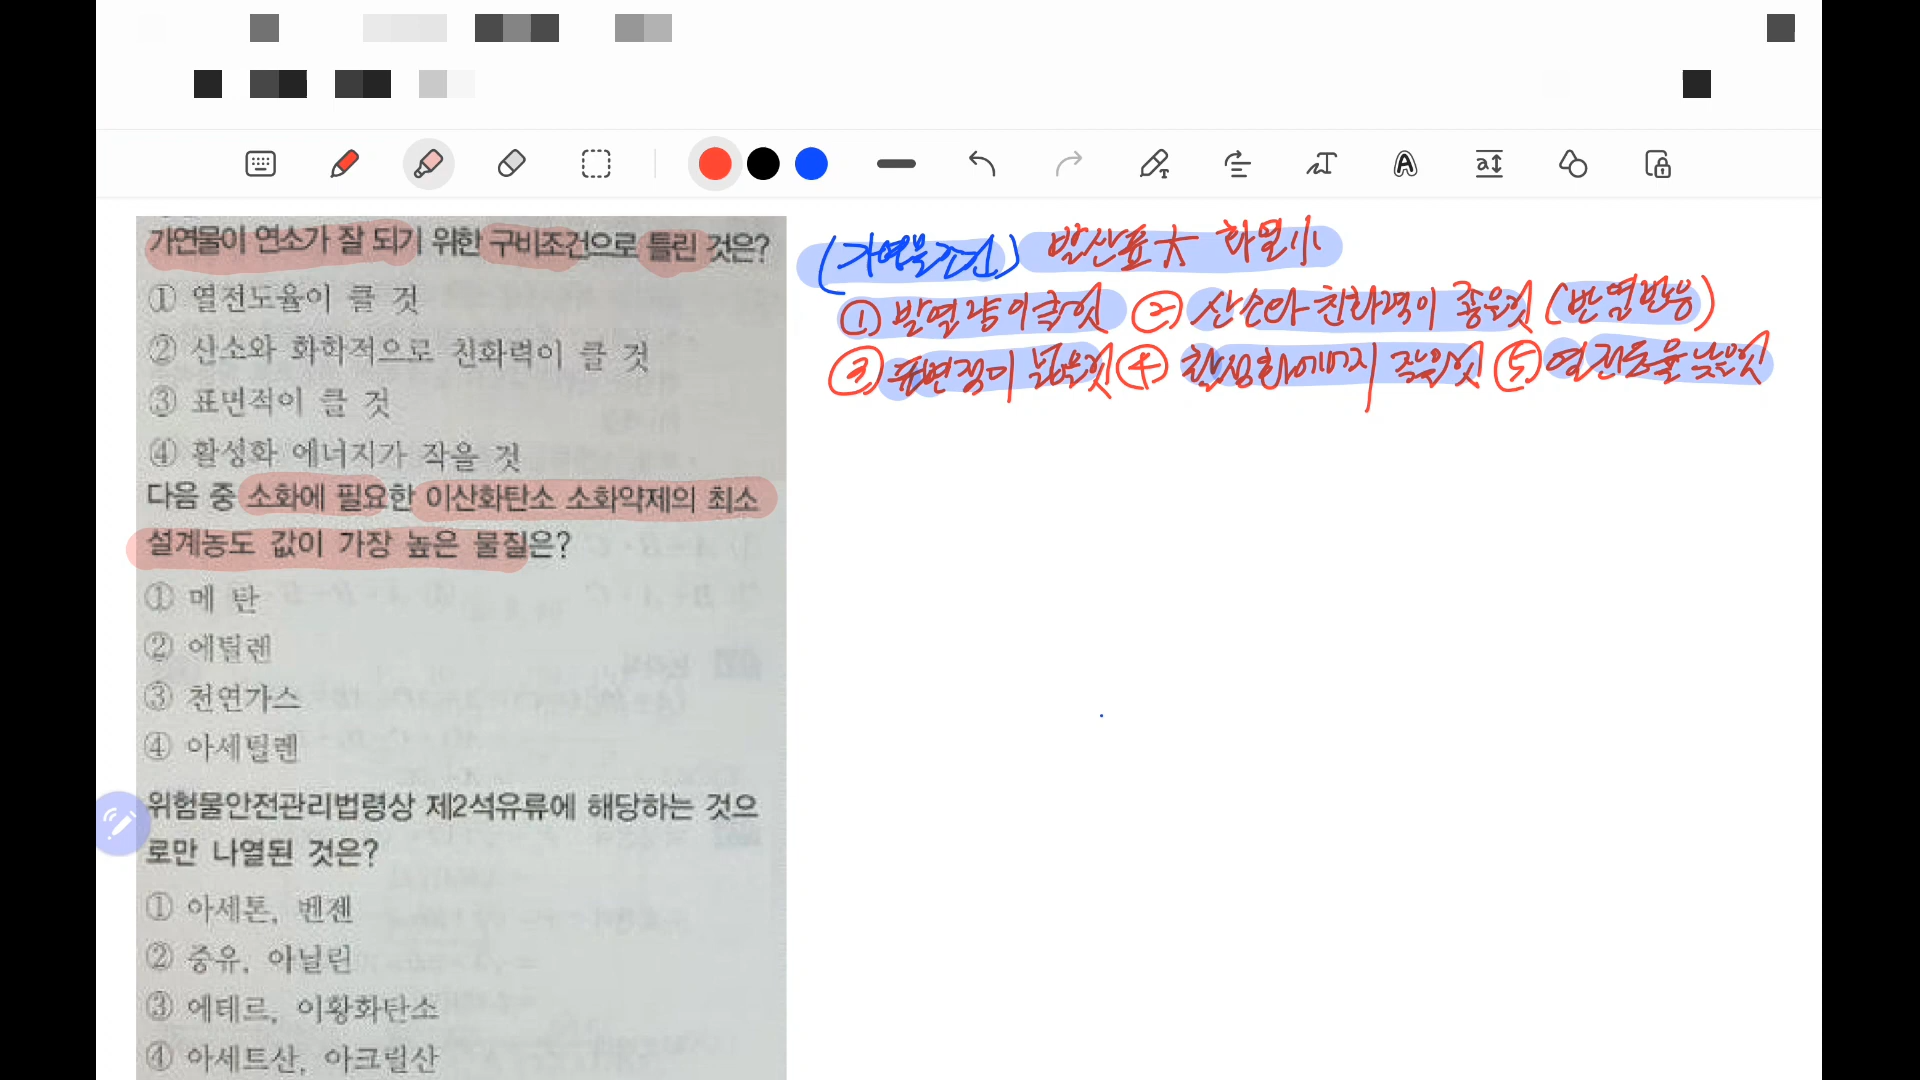 가연물이 연소가 잘 되기 위한 구비조건으로 틀린 것은?
① 열전도율이 클 것
② 산소와 화학적으로 친화력이 클 것
③ 표면적이 클 것
④ 활성화 에너지가 작을 것
다음 중 소화에 필요한 이산화탄소 소화약제의 최소
설계농도 값이 가장 높은 물질은?
① 메 탄
② 에틸렌
③ 천연가스
④ 아세틸렌
위험물안전관리법령상 제2석유류에 해당하는 것으
로만 나열된 것은?
① 아세톤, 벤젠
② 중유, 아닐린
③ 에테르, 이황화탄소
④ 아세트산, 아크릴산
(가연물조건) 발산표大 화열小
① 발열량이클것 ② 산소와 친화력이 좋을것 (반열반응)
③ 표면적이 넓을것 ④ 활성화에너지 작을것 ⑤ 열전도율 낮을것